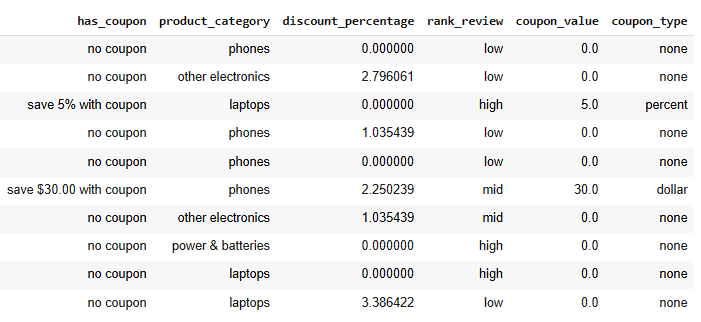 has_coupon product_category discount_percentage rank_review coupon_value coupon_type
no coupon phones 0.000000 low 0.0 none
no coupon other electronics 2.796061 low 0.0 none
save 5% with coupon laptops 0.000000 high 5.0 percent
no coupon phones 1.035439 low 0.0 none
no coupon phones 0.000000 low 0.0 none
save $30.00 with coupon phones 2.250239 mid 30.0 dollar
no coupon other electronics 1.035439 mid 0.0 none
no coupon power & batteries 0.000000 high 0.0 none
no coupon laptops 0.000000 high 0.0 none
no coupon laptops 3.386422 low 0.0 none